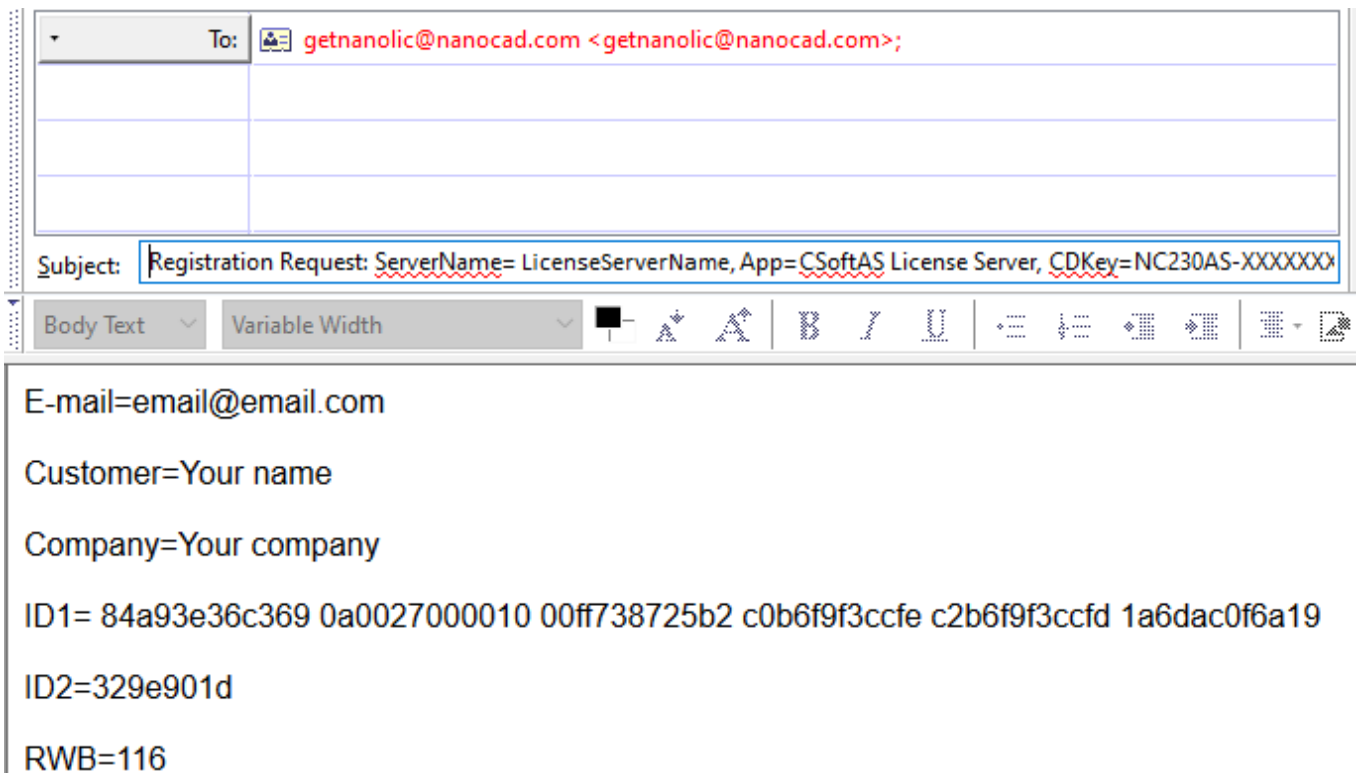 To: getnanolic@nanocad.com <getnanolic@nanocad.com>;
Subject: Registration Request: ServerName= LicenseServerName, App=CSoftAS License Server, CDKey=NC230AS-XXXXXXX
Body Text Variable Width A A B I U
E-mail=email@email.com
Customer=Your name
Company=Your company
ID1= 84a93e36c369 0a0027000010 00ff738725b2 c0b6f9f3ccfe c2b6f9f3ccfd 1a6dac0f6a19
ID2=329e901d
RWB=116